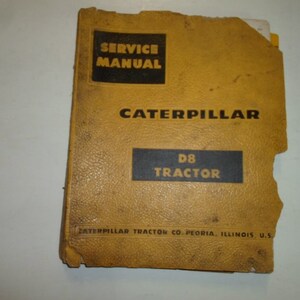 SERVICE
MANUAL
CATERPILLAR
D8
TRACTOR
CATERPILLAR TRACTOR CO. PEORIA, ILLINOIS, U.S.